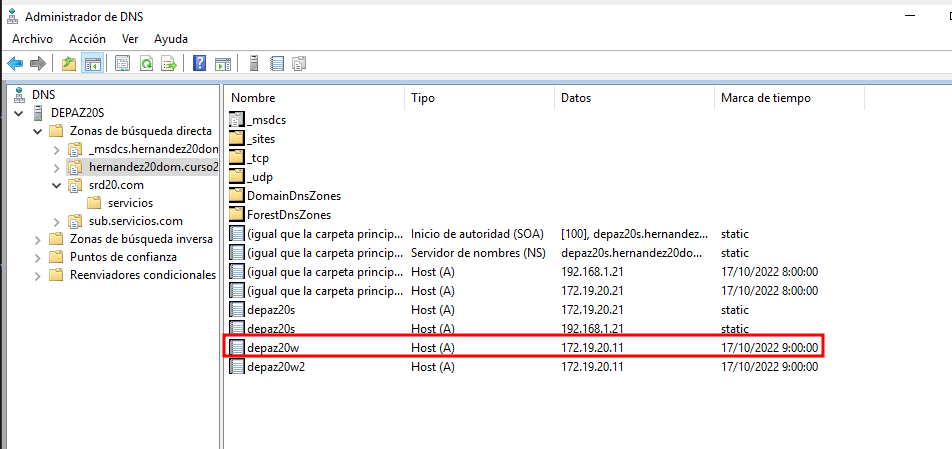 Administrador de DNS
Archivo Acción Ver Ayuda
DNS
DEPAZ20S
Zonas de búsqueda directa
_msdcs.hernandez20don
hernandez20dom.curso2
srd20.com
servicios
sub.servicios.com
Zonas de búsqueda inversa
Puntos de confianza
Reenviadores condicionales
Nombre Tipo Datos Marca de tiempo
_msdcs
_sites
_tcp
_udp
DomainDnsZones
ForestDnsZones
(igual que la carpeta princip... Inicio de autoridad (SOA) [100], depaz20s.hernandez... static
(igual que la carpeta princip... Servidor de nombres (NS) depaz20s.hernandez20do... static
(igual que la carpeta princip... Host (A) 192.168.1.21 17/10/2022 8:00:00
(igual que la carpeta princip... Host (A) 172.19.20.21 17/10/2022 8:00:00
depaz20s Host (A) 172.19.20.21 static
depaz20s Host (A) 192.168.1.21 static
depaz20w Host (A) 172.19.20.11 17/10/2022 9:00:00
depaz20w2 Host (A) 172.19.20.11 17/10/2022 9:00:00